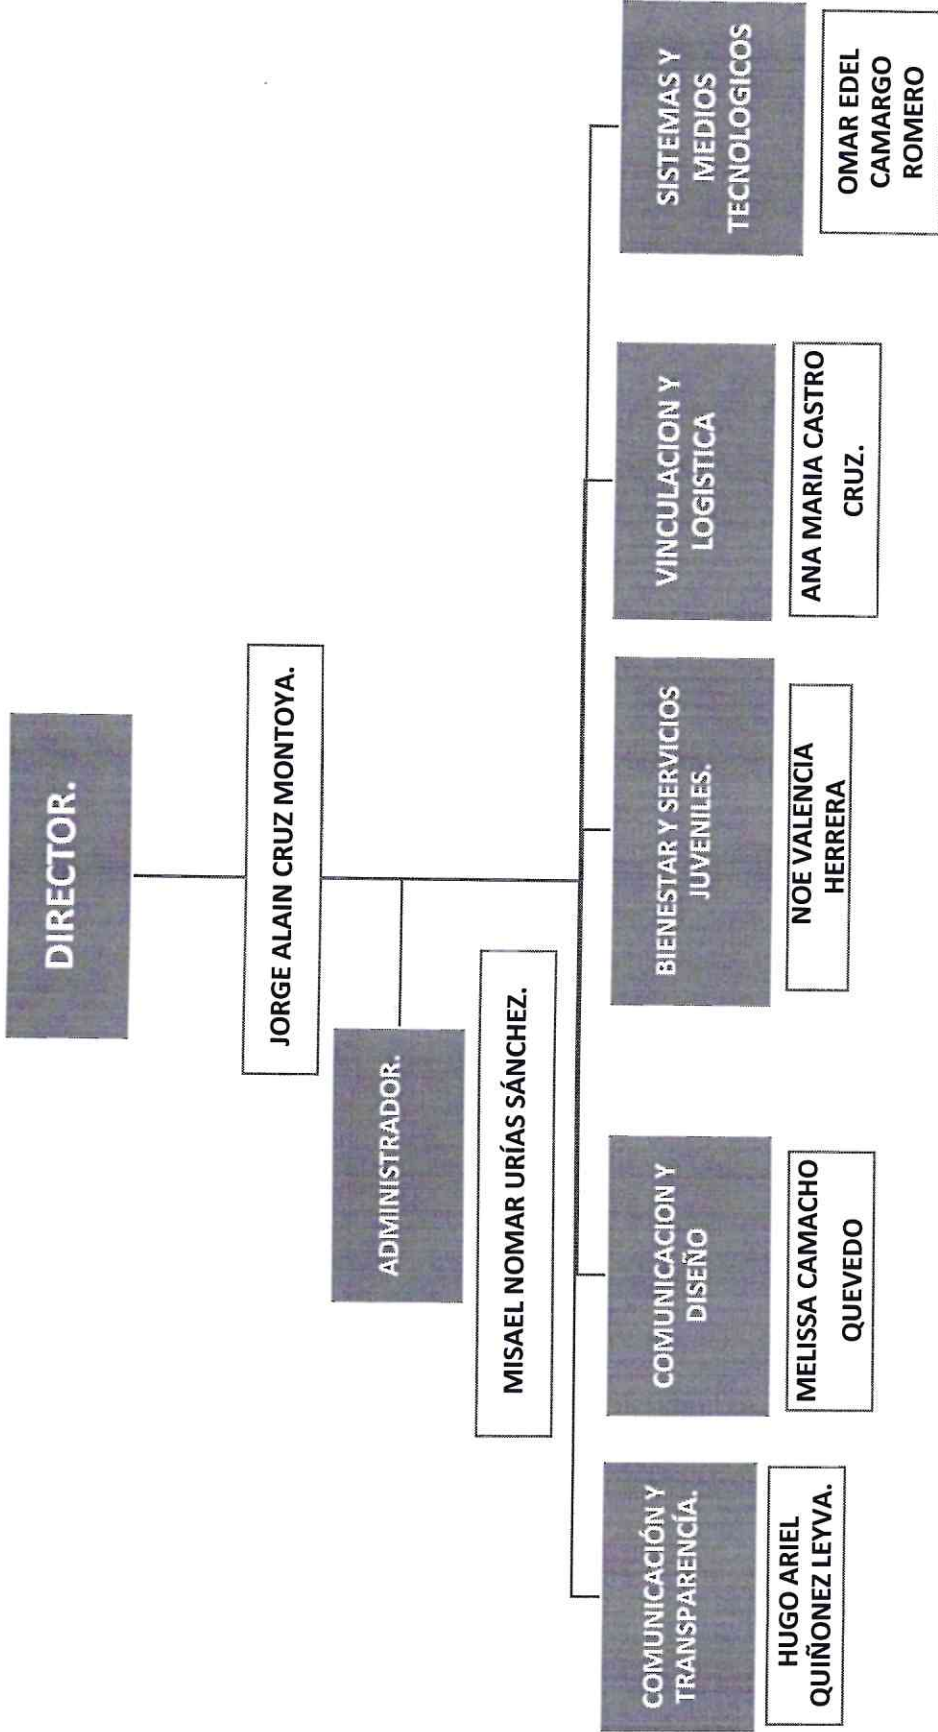 DIRECTOR.
JORGE ALAIN CRUZ MONTOYA.
ADMINISTRADOR.
MISAEL NOMAR URÍAS SÁNCHEZ.
COMUNICACIÓN Y
TRANSPARENCÍA.
HUGO ARIEL
QUIÑONEZ LEYVA.
COMUNICACION Y
DISEÑO
MELISSA CAMACHO
QUEVEDO
BIENESTAR Y SERVICIOS
JUVENILES.
NOE VALENCIA
HERRERA
VINCULACION Y
LOGISTICA
ANA MARIA CASTRO
CRUZ.
SISTEMAS Y
MEDIOS
TECNOLOGICOS
OMAR EDEL
CAMARGO
ROMERO